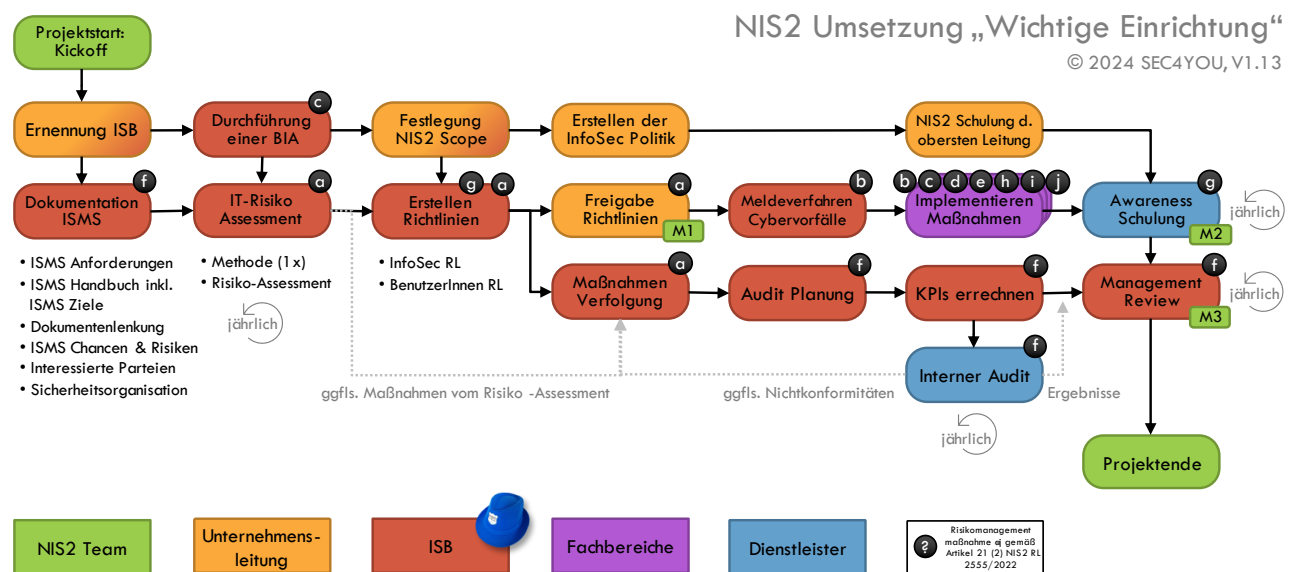 NIS2 Umsetzung „Wichtige Einrichtung“
© 2024 SEC4YOU, V1.13
Projektstart:
Kickoff
Ernennung ISB
c
Durchführung
einer BIA
Festlegung
NIS2 Scope
Erstellen der
InfoSec Politik
NIS2 Schulung d.
obersten Leitung
f
Dokumentation
ISMS
a
IT-Risiko
Assessment
g a
Erstellen
Richtlinien
a
Freigabe
Richtlinien
M1
b
Meldeverfahren
Cybervorfälle
b c d e h i j
Implementieren
Maßnahmen
g
Awareness
Schulung
M2
jährlich
• ISMS Anforderungen
• ISMS Handbuch inkl.
ISMS Ziele
• Dokumentenlenkung
• ISMS Chancen & Risiken
• Interessierte Parteien
• Sicherheitsorganisation
• Methode (1x)
• Risiko-Assessment
jährlich
• InfoSec RL
• BenutzerInnen RL
a
Maßnahmen
Verfolgung
f
Audit Planung
f
KPIs errechnen
f
Management
Review
M3
jährlich
f
Interner Audit
ggfls. Maßnahmen vom Risiko -Assessment
ggfls. Nichtkonformitäten
Ergebnisse
jährlich
Projektende
NIS2 Team
Unternehmens-
leitung
ISB
Fachbereiche
Dienstleister
?
Risikomanagement
maßnahme aj gemäß
Artikel 21 (2) NIS2 RL
2555/2022